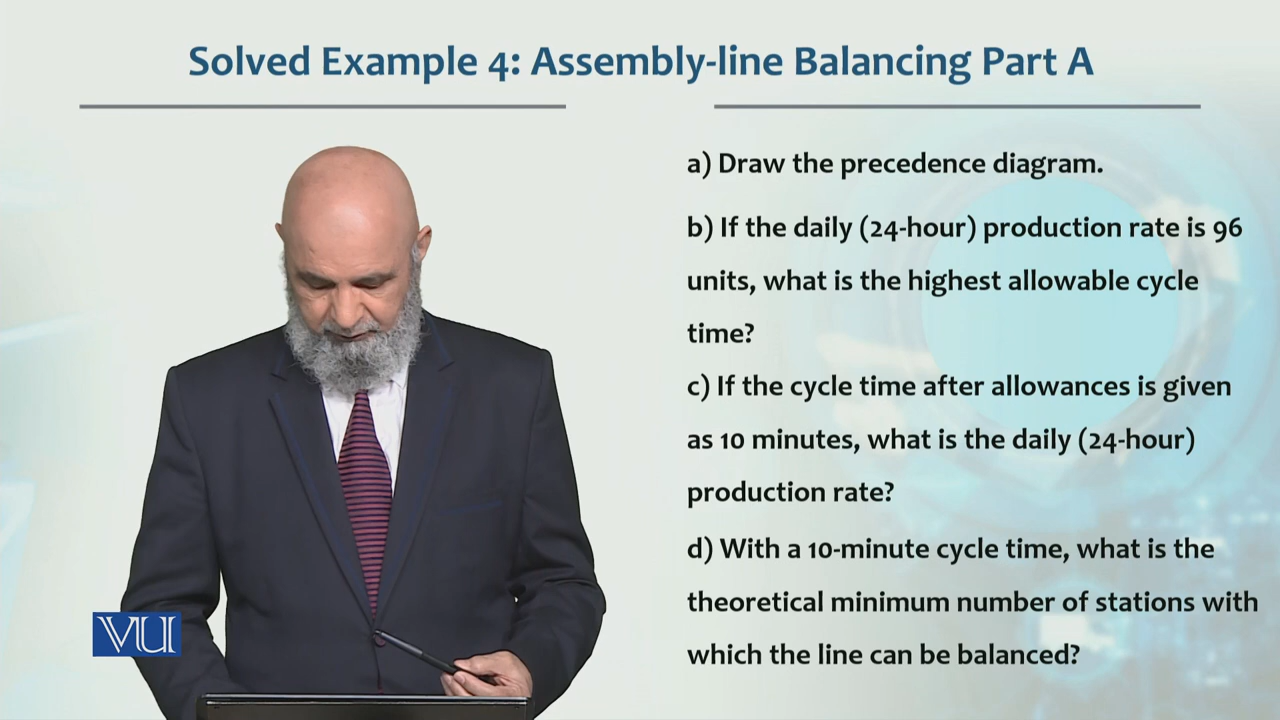 Solved Example 4: Assembly-line Balancing Part A
a) Draw the precedence diagram.
b) If the daily (24-hour) production rate is 96
units, what is the highest allowable cycle
time?
c) If the cycle time after allowances is given
as 10 minutes, what is the daily (24-hour)
production rate?
d) With a 10-minute cycle time, what is the
theoretical minimum number of stations with
which the line can be balanced?
VU